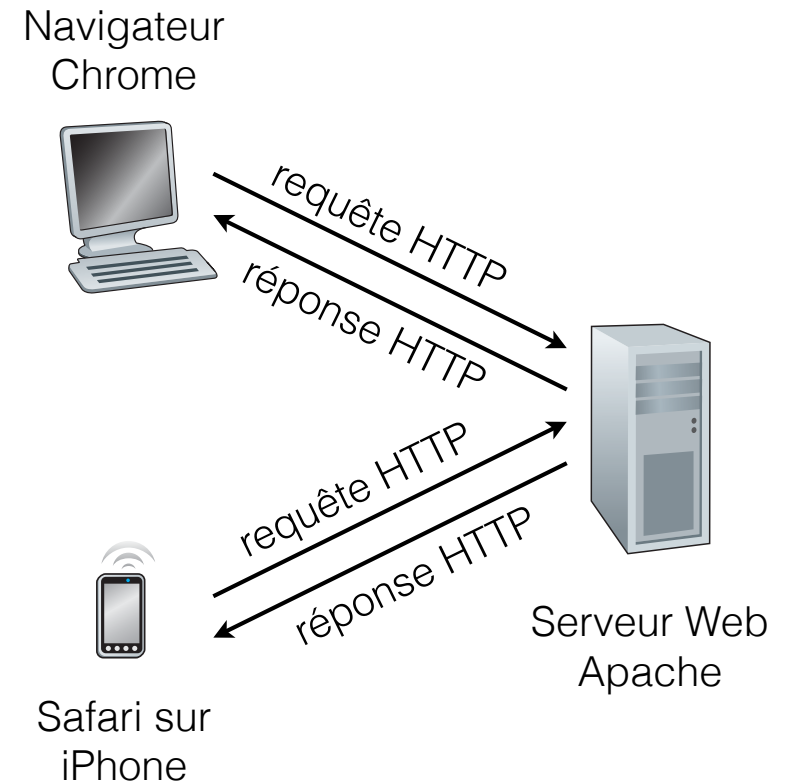 Navigateur
Chrome
requête HTTP
réponse HTTP
requête HTTP
réponse HTTP
Serveur Web
Apache
Safari sur
iPhone